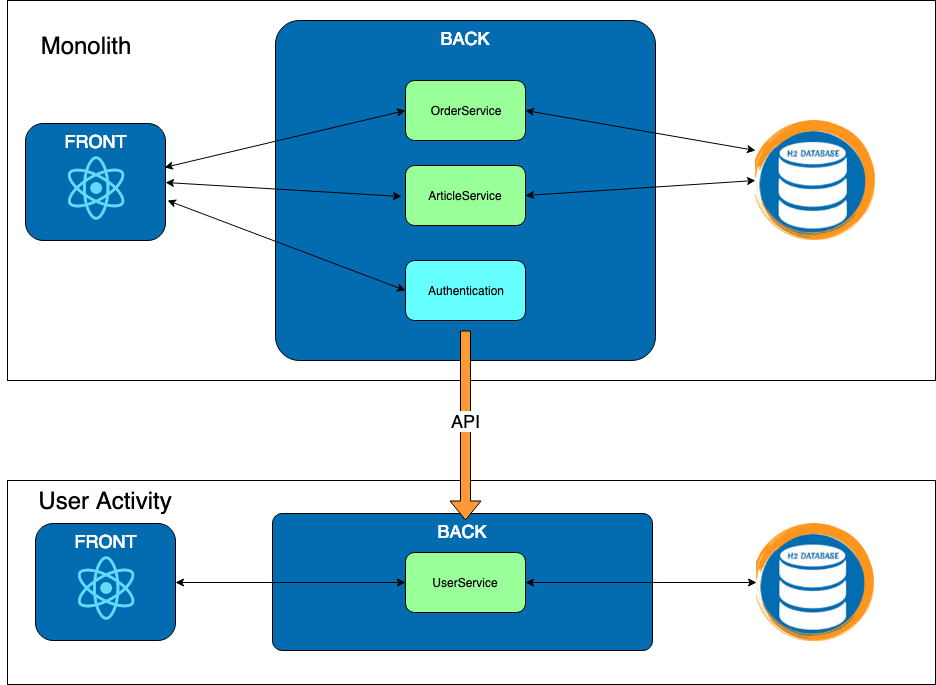 Monolith
BACK
FRONT
OrderService
H2 DATABASE
ArticleService
Authentication
API
User Activity
FRONT
BACK
H2 DATABASE
UserService